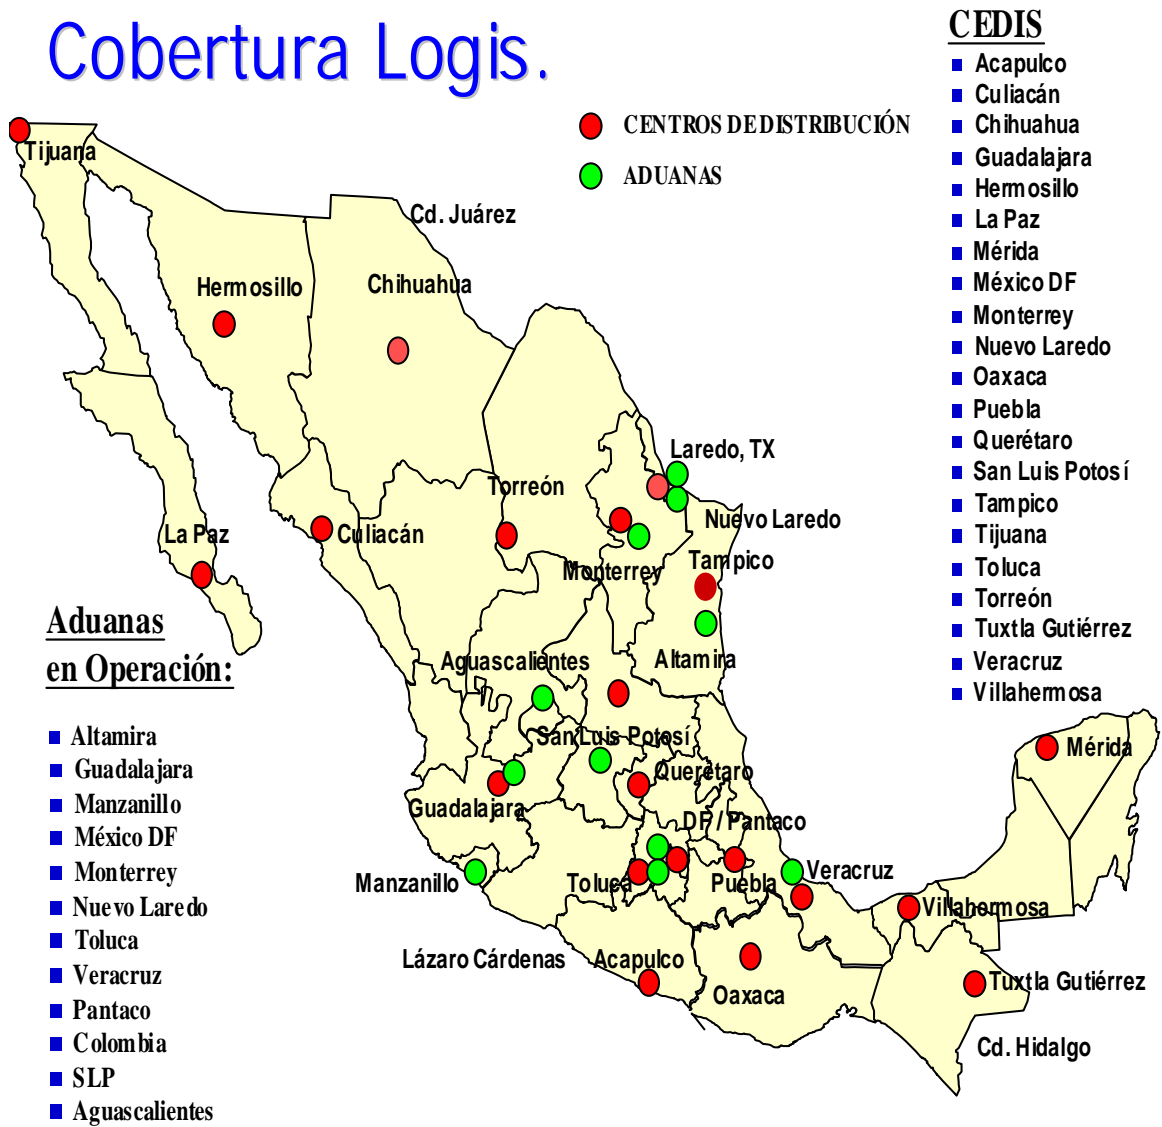 Cobertura Logis.
CEDIS
Acapulco
Culiacán
Chihuahua
Guadalajara
Hermosillo
La Paz
Mérida
México DF
Monterrey
Nuevo Laredo
Oaxaca
Puebla
Querétaro
San Luis Potosí
Tampico
Tijuana
Toluca
Torreón
Tuxtla Gutiérrez
Veracruz
Villahermosa
CENTROS DE DISTRIBUCIÓN
ADUANAS
Tijuana
Cd. Juárez
Hermosillo
Chihuahua
Laredo, TX
Torreón
Nuevo Laredo
La Paz
Culiacán
Monterrey
Tampico
Aguascalientes
Altamira
San Luis Potosí
Mérida
Querétaro
Guadalajara
DF / Pantaco
Manzanillo
Toluca
Puebla
Veracruz
Villahermosa
Lázaro Cárdenas
Acapulco
Oaxaca
Tuxtla Gutiérrez
Cd. Hidalgo
Aduanas
en Operación:
Altamira
Guadalajara
Manzanillo
México DF
Monterrey
Nuevo Laredo
Toluca
Veracruz
Pantaco
Colombia
SLP
Aguascalientes